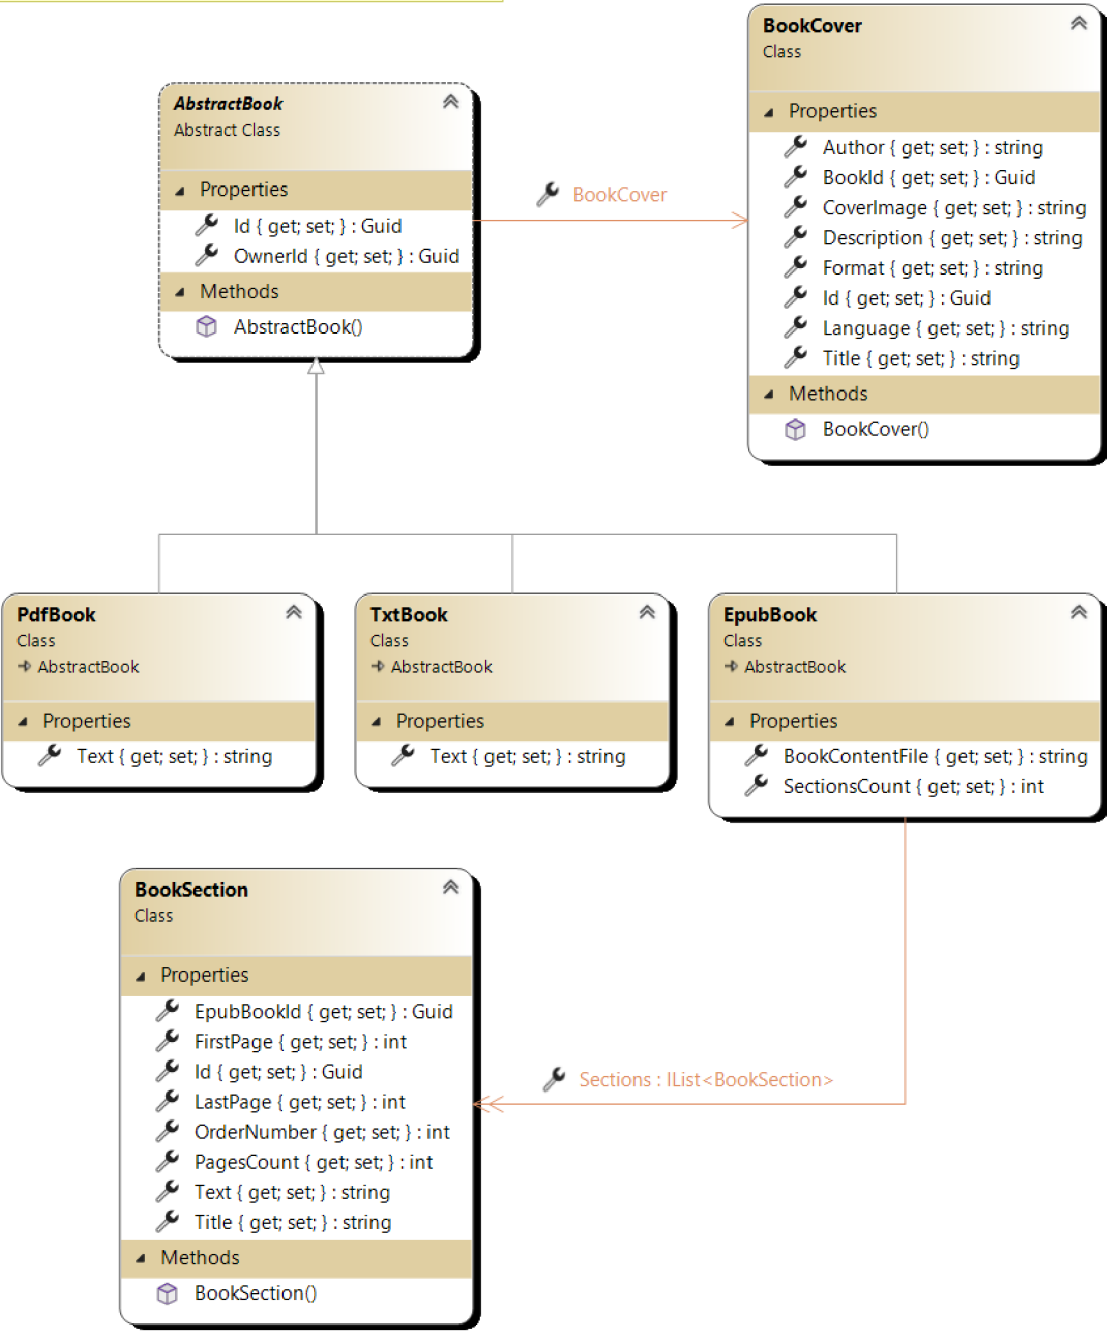 BookCover
Class
Properties
Author { get; set; } : string
BookId { get; set; } : Guid
CoverImage { get; set; } : string
Description { get; set; } : string
Format { get; set; } : string
Id { get; set; } : Guid
Language { get; set; } : string
Title { get; set; } : string
Methods
BookCover()
AbstractBook
Abstract Class
Properties
Id { get; set; } : Guid
OwnerId { get; set; } : Guid
Methods
AbstractBook()
BookCover
PdfBook
Class
AbstractBook
Properties
Text { get; set; } : string
TxtBook
Class
AbstractBook
Properties
Text { get; set; } : string
EpubBook
Class
AbstractBook
Properties
BookContentFile { get; set; } : string
SectionsCount { get; set; } : int
BookSection
Class
Properties
EpubBookId { get; set; } : Guid
FirstPage { get; set; } : int
Id { get; set; } : Guid
LastPage { get; set; } : int
OrderNumber { get; set; } : int
PagesCount { get; set; } : int
Text { get; set; } : string
Title { get; set; } : string
Methods
BookSection()
Sections : IList<BookSection>